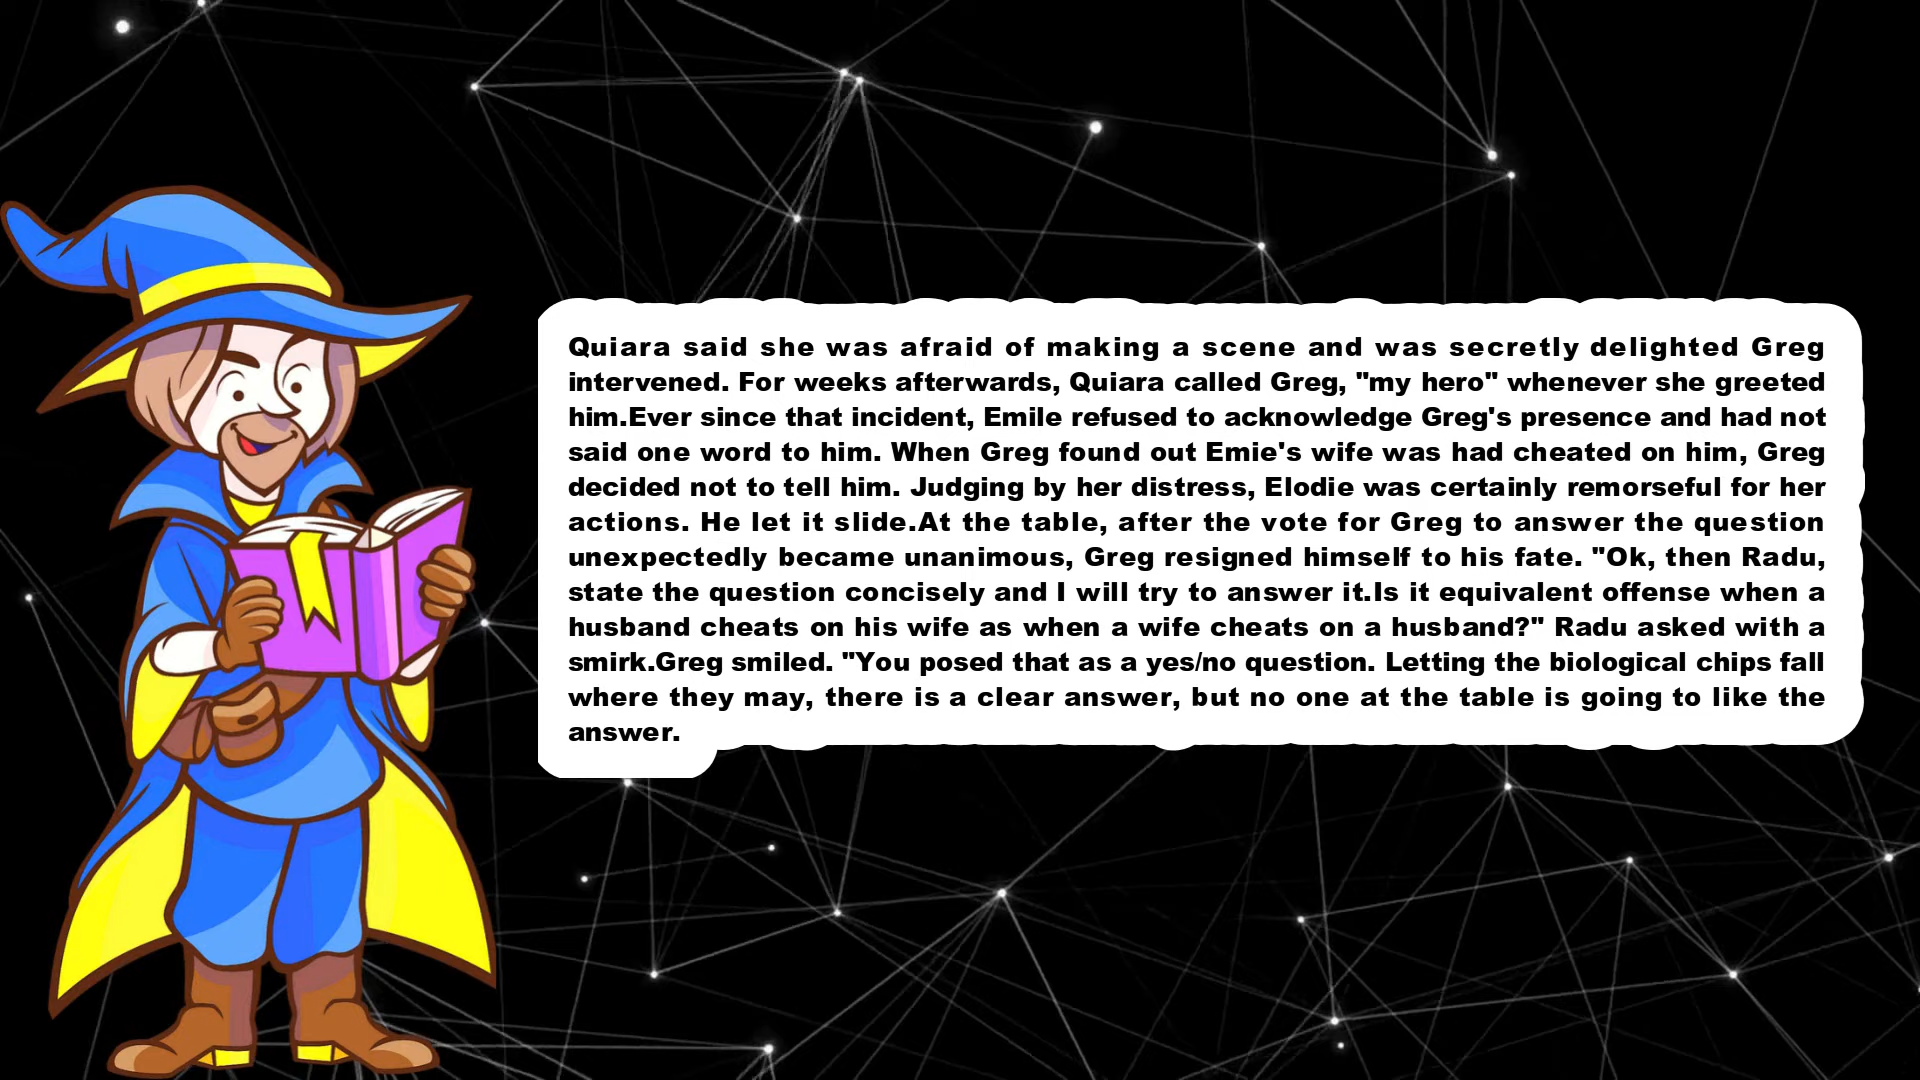 Quiara said she was afraid of making a scene and was secretly delighted Greg
intervened. For weeks afterwards, Quiara called Greg, "my hero" whenever she greeted
him.Ever since that incident, Emile refused to acknowledge Greg's presence and had not
said one word to him. When Greg found out Emie's wife was had cheated on him, Greg
decided not to tell him. Judging by her distress, Elodie was certainly remorseful for her
actions. He let it slide.At the table, after the vote for Greg to answer the question
unexpectedly became unanimous, Greg resigned himself to his fate. "Ok, then Radu,
state the question concisely and I will try to answer it.Is it equivalent offense when a
husband cheats on his wife as when a wife cheats on a husband?" Radu asked with a
smirk.Greg smiled. "You posed that as a yes/no question. Letting the biological chips fall
where they may, there is a clear answer, but no one at the table is going to like the
answer.